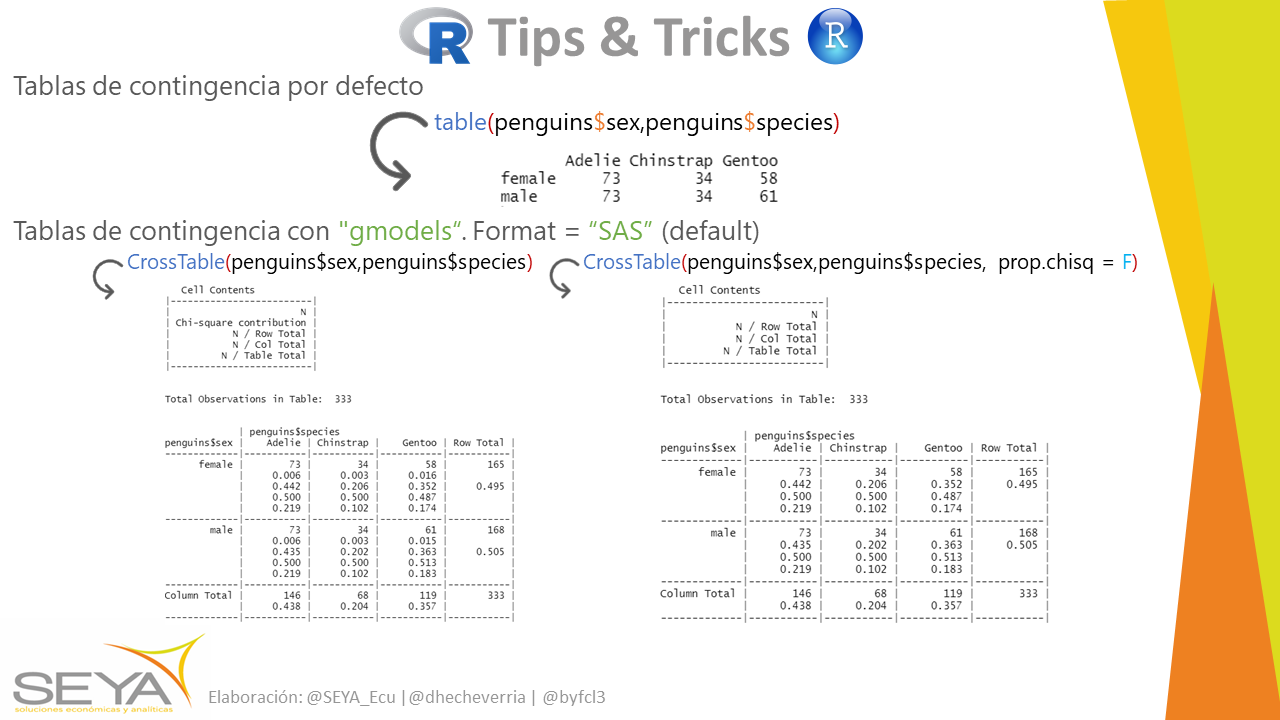 R Tips & Tricks R
Tablas de contingencia por defecto
table(penguins$sex,penguins$species)
       Adelie Chinstrap Gentoo
female     73        34     58
male       73        34     61
Tablas de contingencia con "gmodels“. Format = “SAS” (default)
CrossTable(penguins$sex,penguins$species)
   Cell Contents
|-------------------------|
|                       N |
| Chi-square contribution |
|           N / Row Total |
|           N / Col Total |
|         N / Table Total |
|-------------------------|
Total Observations in Table:  333
             | penguins$species
penguins$sex |    Adelie | Chinstrap |    Gentoo | Row Total |
-------------|-----------|-----------|-----------|-----------|
      female |        73 |        34 |        58 |       165 |
             |     0.006 |     0.003 |     0.016 |           |
             |     0.442 |     0.206 |     0.352 |     0.495 |
             |     0.500 |     0.500 |     0.487 |           |
             |     0.219 |     0.102 |     0.174 |           |
-------------|-----------|-----------|-----------|-----------|
        male |        73 |        34 |        61 |       168 |
             |     0.006 |     0.003 |     0.015 |           |
             |     0.435 |     0.202 |     0.363 |     0.505 |
             |     0.500 |     0.500 |     0.513 |           |
             |     0.219 |     0.102 |     0.183 |           |
-------------|-----------|-----------|-----------|-----------|
Column Total |       146 |        68 |       119 |       333 |
             |     0.438 |     0.204 |     0.357 |           |
-------------|-----------|-----------|-----------|-----------|
CrossTable(penguins$sex,penguins$species, prop.chisq = F)
   Cell Contents
|-------------------------|
|                       N |
|           N / Row Total |
|           N / Col Total |
|         N / Table Total |
|-------------------------|
Total Observations in Table:  333
             | penguins$species
penguins$sex |    Adelie | Chinstrap |    Gentoo | Row Total |
-------------|-----------|-----------|-----------|-----------|
      female |        73 |        34 |        58 |       165 |
             |     0.442 |     0.206 |     0.352 |     0.495 |
             |     0.500 |     0.500 |     0.487 |           |
             |     0.219 |     0.102 |     0.174 |           |
-------------|-----------|-----------|-----------|-----------|
        male |        73 |        34 |        61 |       168 |
             |     0.435 |     0.202 |     0.363 |     0.505 |
             |     0.500 |     0.500 |     0.513 |           |
             |     0.219 |     0.102 |     0.183 |           |
-------------|-----------|-----------|-----------|-----------|
Column Total |       146 |        68 |       119 |       333 |
             |     0.438 |     0.204 |     0.357 |           |
-------------|-----------|-----------|-----------|-----------|
SEYA
soluciones económicas y analíticas
Elaboración: @SEYA_Ecu |@dhecheverria | @byfcl3